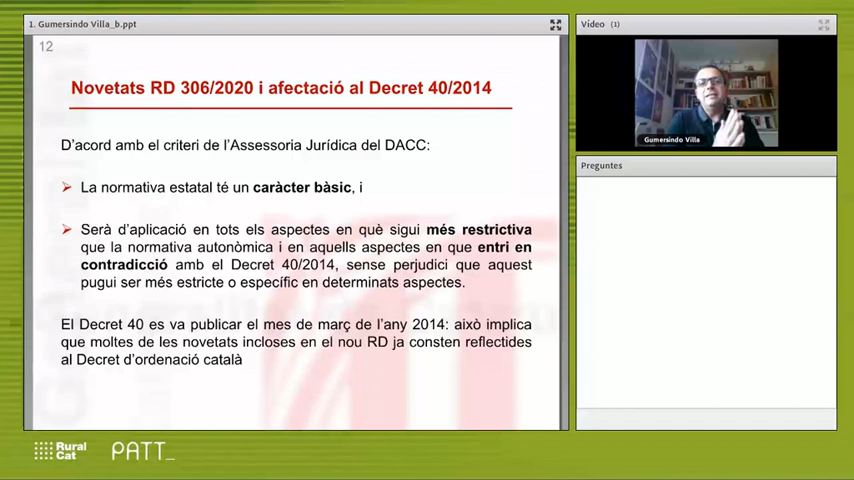 1. Gumersindo Villa_b.ppt
12
Novetats RD 306/2020 i afectació al Decret 40/2014
D'acord amb el criteri de l'Assessoria Jurídica del DACC:
➢ La normativa estatal té un caràcter bàsic, i
➢ Serà d'aplicació en tots els aspectes en què sigui més restrictiva
que la normativa autonòmica i en aquells aspectes en que entri en
contradicció amb el Decret 40/2014, sense perjudici que aquest
pugui ser més estricte o específic en determinats aspectes.
El Decret 40 es va publicar el mes de març de l'any 2014: això implica
que moltes de les novetats incloses en el nou RD ja consten reflectides
al Decret d'ordenació català
Vídeo (1)
Gumersindo Villa
Preguntes
Rural
Cat
PATT_